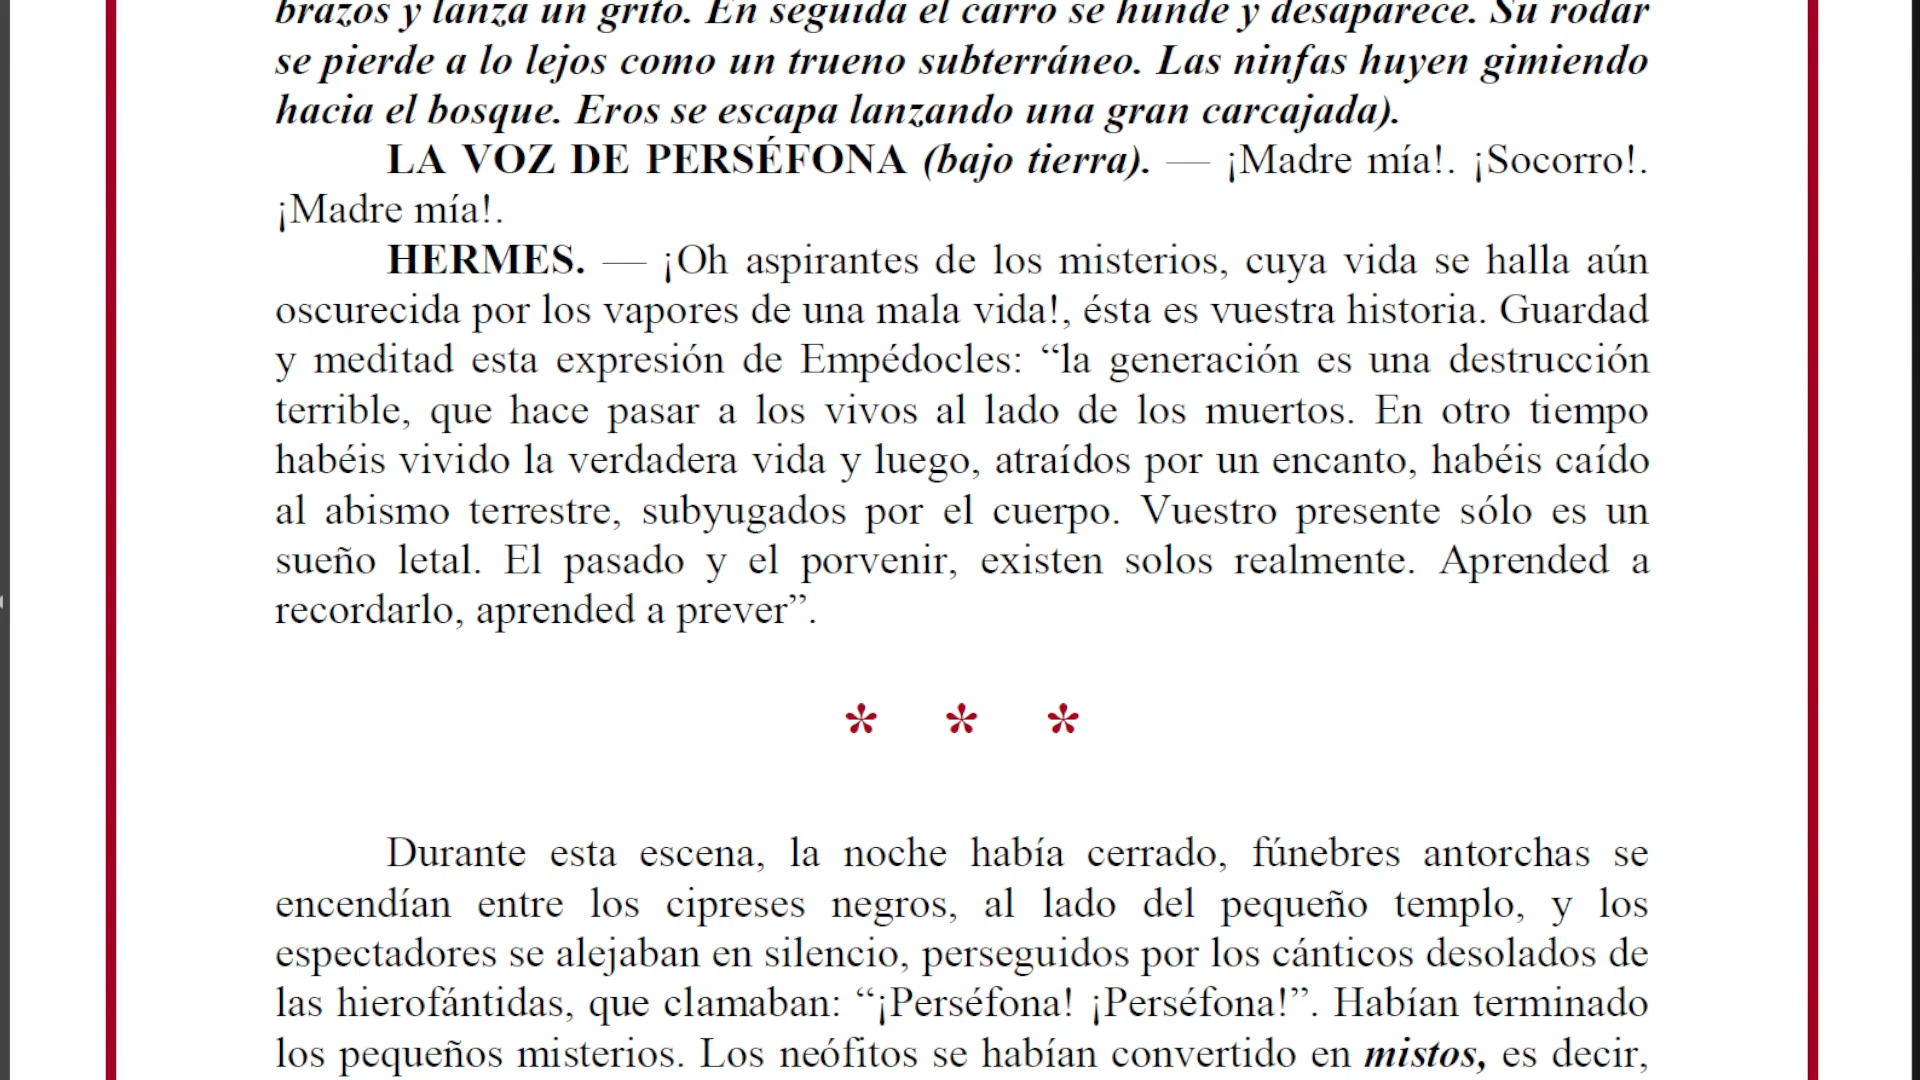 brazos y lanza un grito. En seguida el carro se hunde y desaparece. Su rodar
se pierde a lo lejos como un trueno subterráneo. Las ninfas huyen gimiendo
hacia el bosque. Eros se escapa lanzando una gran carcajada).
LA VOZ DE PERSÉFONA (bajo tierra). — ¡Madre mía!. ¡Socorro!.
¡Madre mía!.
HERMES. — ¡Oh aspirantes de los misterios, cuya vida se halla aún
oscurecida por los vapores de una mala vida!, ésta es vuestra historia. Guardad
y meditad esta expresión de Empédocles: “la generación es una destrucción
terrible, que hace pasar a los vivos al lado de los muertos. En otro tiempo
habéis vivido la verdadera vida y luego, atraídos por un encanto, habéis caído
al abismo terrestre, subyugados por el cuerpo. Vuestro presente sólo es un
sueño letal. El pasado y el porvenir, existen solos realmente. Aprended a
recordarlo, aprended a prever”.
* * *
Durante esta escena, la noche había cerrado, fúnebres antorchas se
encendían entre los cipreses negros, al lado del pequeño templo, y los
espectadores se alejaban en silencio, perseguidos por los cánticos desolados de
las hierofántidas, que clamaban: “¡Perséfona! ¡Perséfona!”. Habían terminado
los pequeños misterios. Los neófitos se habían convertido en mistos, es decir,